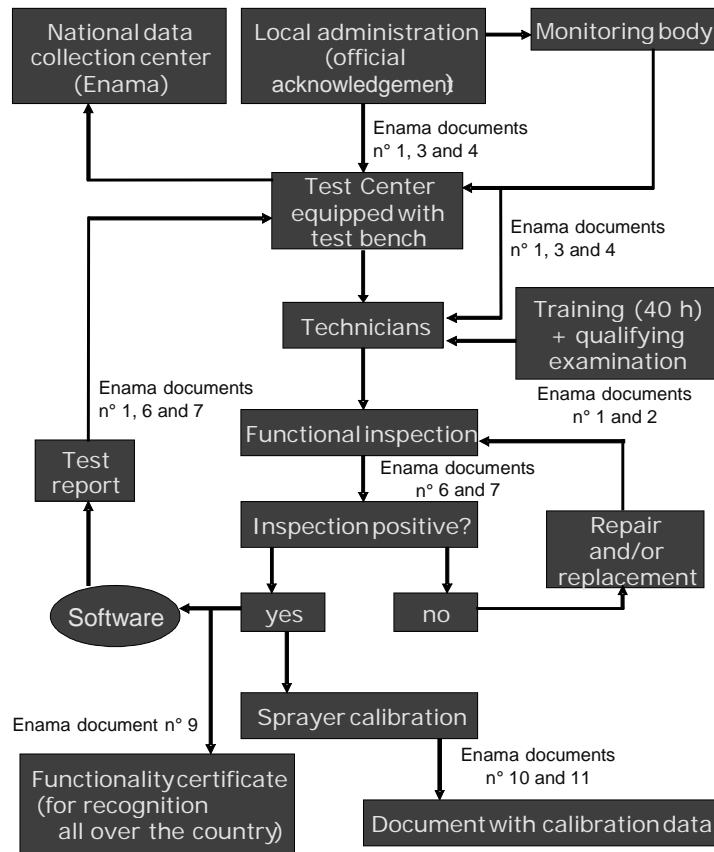 National data
collection center
(Enama)
Local administration
(official
acknowledgement)
Monitoring body
Enama documents
n° 1, 3 and 4
Test Center
equipped with
test bench
Enama documents
n° 1, 3 and 4
Technicians
Training (40 h)
+ qualifying
examination
Enama documents
n° 1, 6 and 7
Enama documents
n° 1 and 2
Functional inspection
Test
report
Enama documents
n° 6 and 7
Inspection positive?
Repair
and/or
replacement
Software
yes
no
Sprayer calibration
Enama document n° 9
Enama documents
n° 10 and 11
Functionality certificate
(for recognition
all over the country)
Document with calibration data